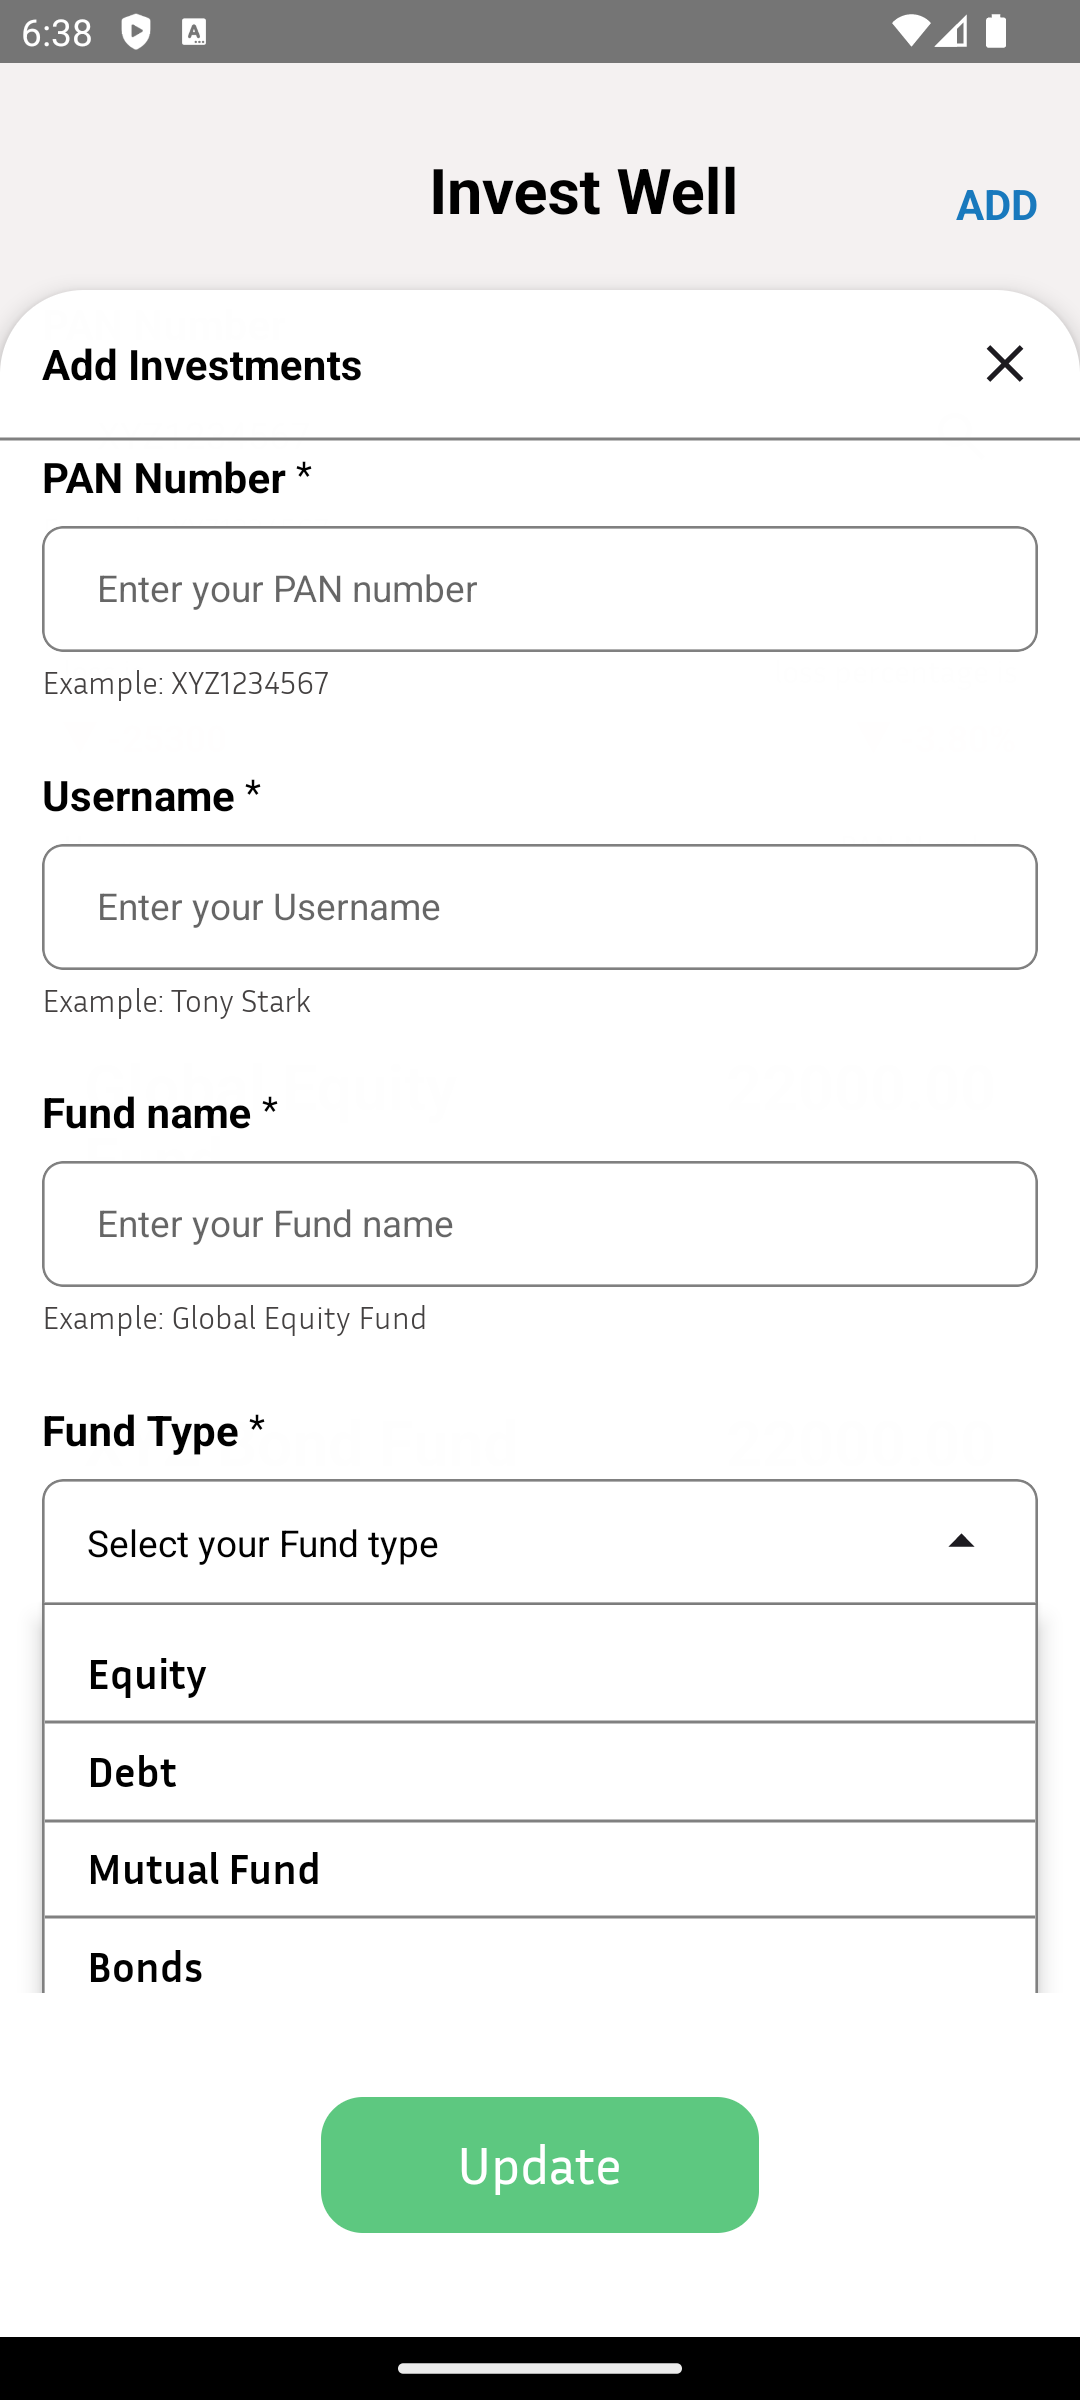 6:38
Invest Well
ADD
Add Investments
PAN Number *
Enter your PAN number
Example: XYZ1234567
Username *
Enter your Username
Example: Tony Stark
Fund name *
Enter your Fund name
Example: Global Equity Fund
Fund Type *
Select your Fund type
Equity
Debt
Mutual Fund
Bonds
Update